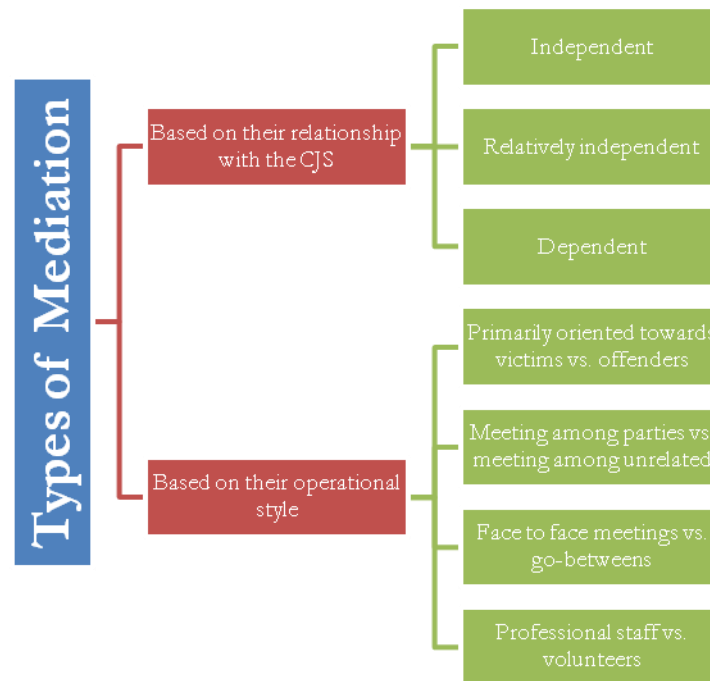 Types of Mediation
Based on their relationship
with the CJS
Independent
Relatively independent
Dependent
Based on their operational
style
Primarily oriented towards
victims vs. offenders
Meeting among parties vs.
meeting among unrelated
Face to face meetings vs.
go-betweens
Professional staff vs.
volunteers